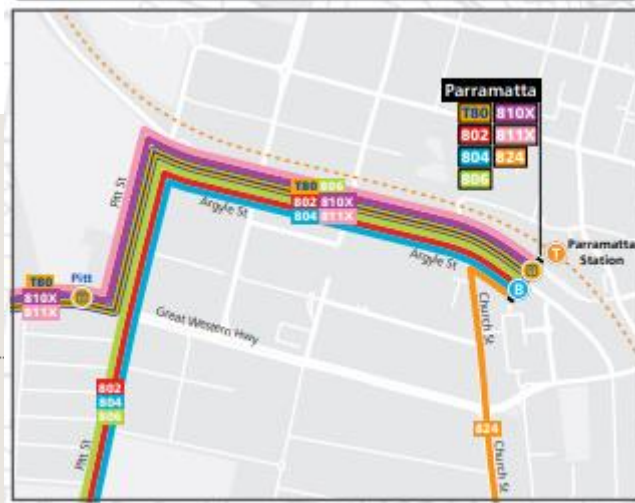 Parramatta
T80 810X
802 811X
804 824
806
T Parramatta
Station
B
Pitt St
T80 806
802 810X
804 811X
Argyle St
Argyle St
T80 Pitt
810X
811X
Great Western Hwy
Church St
802
804
806
Pitt St
824
Church St